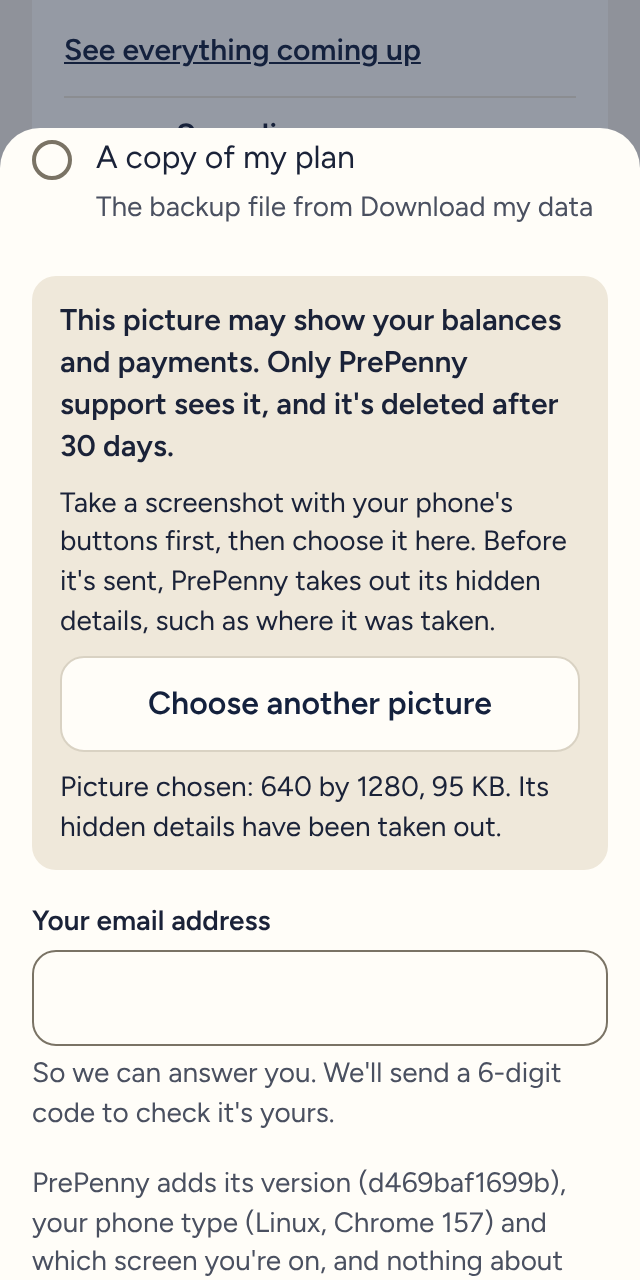 See everything coming up
A copy of my plan
The backup file from Download my data
This picture may show your balances
and payments. Only PrePenny
support sees it, and it's deleted after
30 days.
Take a screenshot with your phone's
buttons first, then choose it here. Before
it's sent, PrePenny takes out its hidden
details, such as where it was taken.
Choose another picture
Picture chosen: 640 by 1280, 95 KB. Its
hidden details have been taken out.
Your email address
So we can answer you. We'll send a 6-digit
code to check it's yours.
PrePenny adds its version (d469baf1699b),
your phone type (Linux, Chrome 157) and
which screen you're on, and nothing about